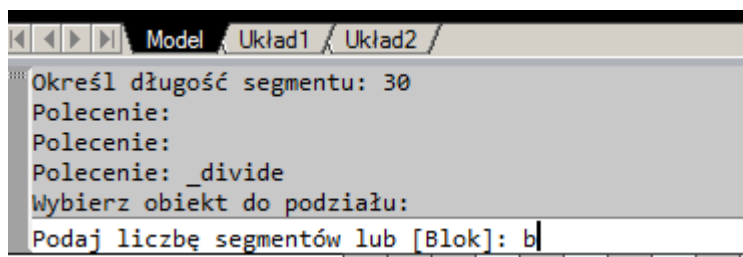 Model Układ1 Układ2
Określ długość segmentu: 30
Polecenie:
Polecenie:
Polecenie: _divide
Wybierz obiekt do podziału:
Podaj liczbę segmentów lub [Blok]: b